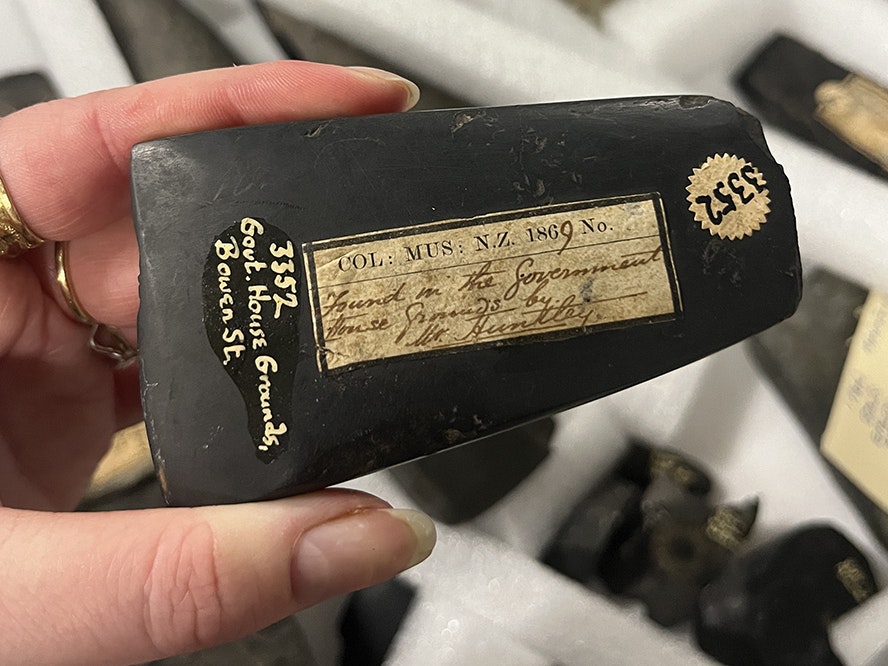 COL: MUS: N.Z. 1869 No.
Found in the Government
House Grounds by
Mr Huntley.
3352
Govt. House Grounds,
Bowen St.
3352